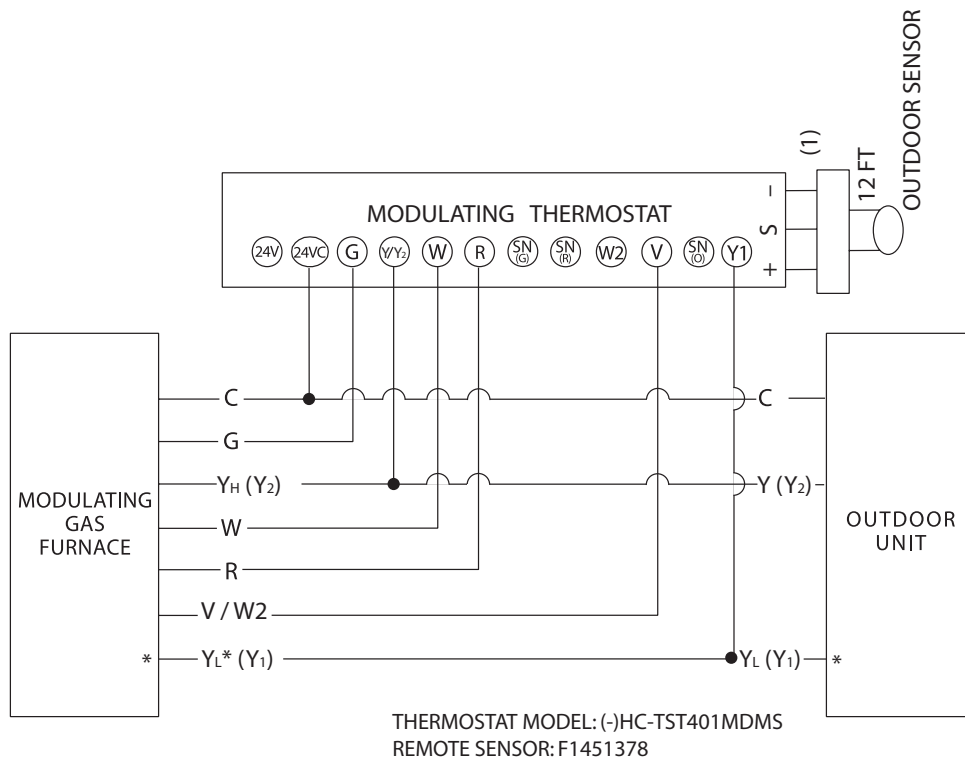 OUTDOOR SENSOR
12 FT
(1)
MODULATING THERMOSTAT
– S +
24V 24VC G Y/Y2 W R SN (G) SN (R) W2 V SN (O) Y1
C C
G
YH (Y2) Y (Y2)
W
R
V / W2
* YL* (Y1) YL (Y1) *
MODULATING
GAS
FURNACE
OUTDOOR
UNIT
THERMOSTAT MODEL: (-)HC-TST401MDMS
REMOTE SENSOR: F1451378